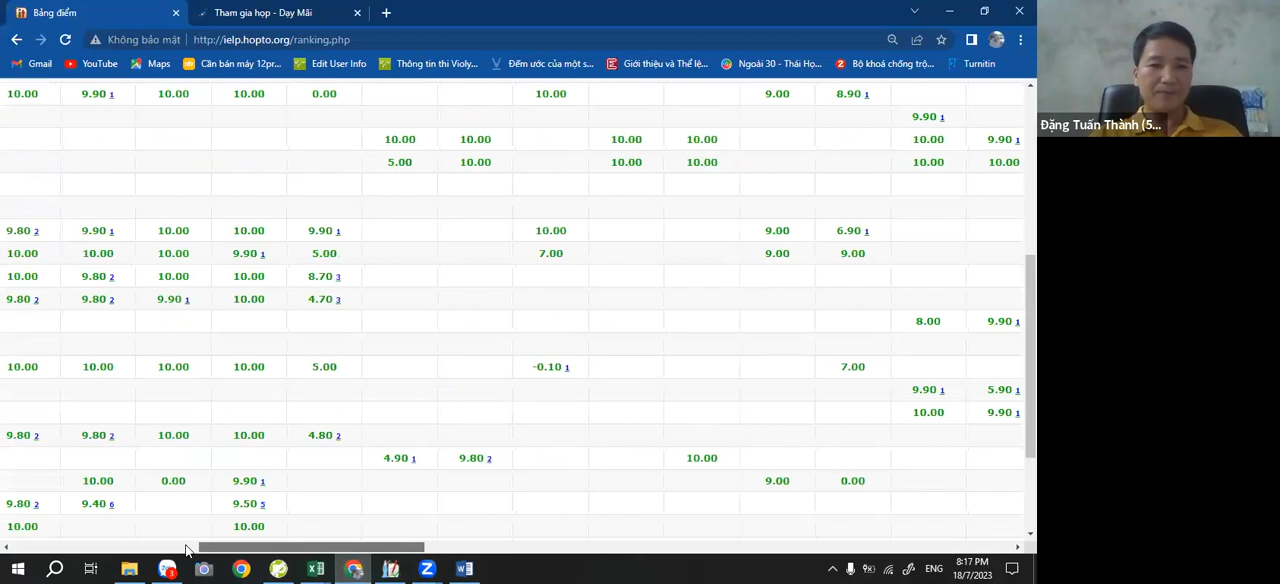 Bảng điểm
Tham gia họp - Dạy Mãi
Không bảo mật
http://ielp.hopto.org/ranking.php
Gmail YouTube Maps Cần bán máy 12pr... Edit User Info Thông tin thi Violy... Đếm ước của một s... Giới thiệu và Thể lệ... Ngoài 30 - Thái Họ... Bộ khoá chống trộ... Turnitin
10.00 9.90 1 10.00 10.00 0.00 10.00 9.00 8.90 1
9.90 1
10.00 10.00 10.00 10.00 10.00 9.90 1
5.00 10.00 10.00 10.00 10.00 10.00
9.80 2 9.90 1 10.00 10.00 9.90 1 10.00 9.00 6.90 1
10.00 10.00 10.00 9.90 1 5.00 7.00 9.00 9.00
10.00 9.80 2 10.00 10.00 8.70 3
9.80 2 9.80 2 9.90 1 10.00 4.70 3
8.00 9.90 1
10.00 10.00 10.00 10.00 5.00 -0.10 1 7.00
9.90 1 5.90 1
10.00 9.90 1
9.80 2 9.80 2 10.00 10.00 4.80 2
4.90 1 9.80 2 10.00
10.00 0.00 9.90 1 9.00 0.00
9.80 2 9.40 6 9.50 5
10.00 10.00
Đặng Tuấn Thành (5...
3
ENG
8:17 PM
18/7/2023